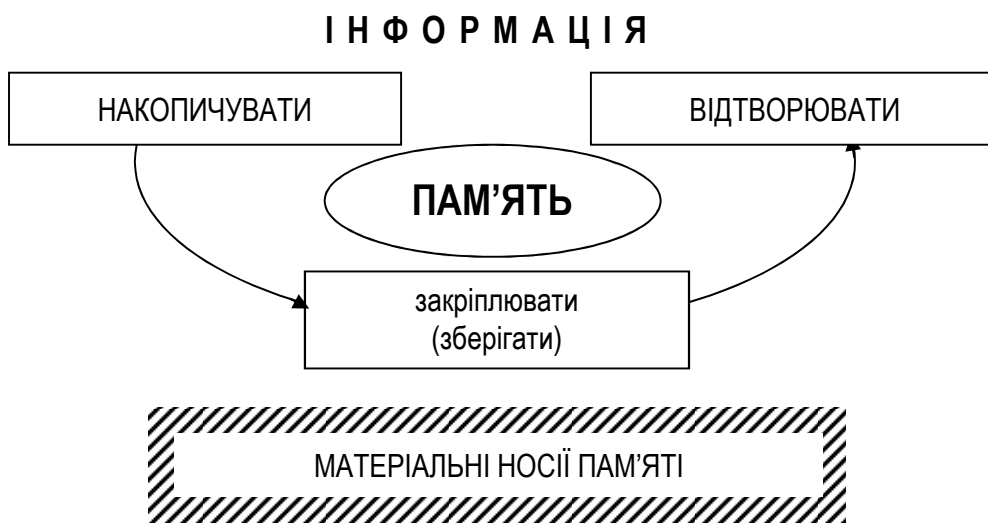 І Н Ф О Р М А Ц І Я
НАКОПИЧУВАТИ
ВІДТВОРЮВАТИ
ПАМ’ЯТЬ
закріплювати
(зберігати)
МАТЕРІАЛЬНІ НОСІЇ ПАМ’ЯТІ